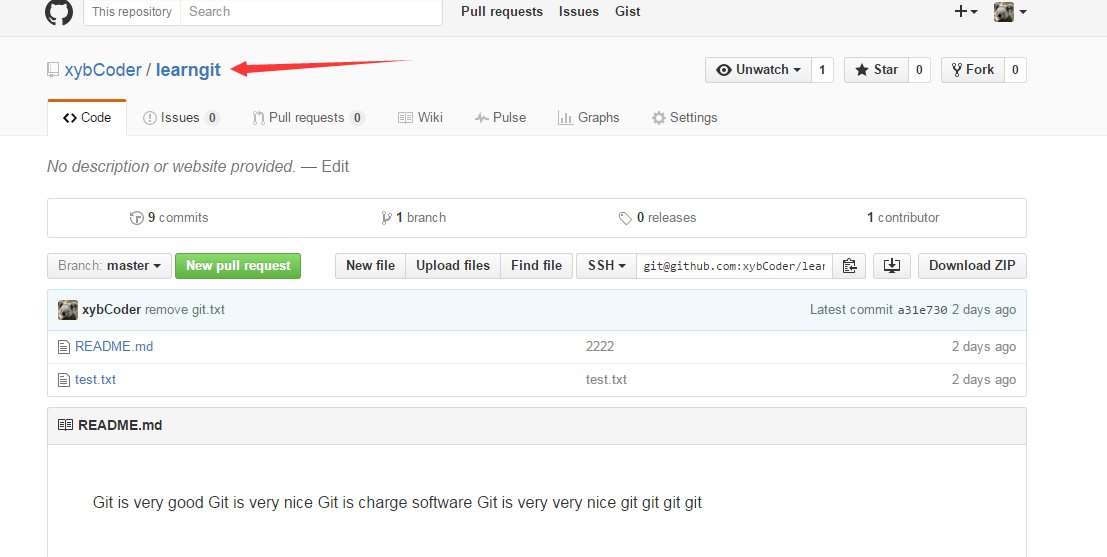 This repository Search Pull requests Issues Gist
xybCoder / learngit Unwatch 1 Star 0 Fork 0
Code Issues 0 Pull requests 0 Wiki Pulse Graphs Settings
No description or website provided. — Edit
9 commits 1 branch 0 releases 1 contributor
Branch: master New pull request New file Upload files Find file SSH git@github.com:xybCoder/lear Download ZIP
xybCoder remove git.txt Latest commit a31e730 2 days ago
README.md 2222 2 days ago
test.txt test.txt 2 days ago
README.md
Git is very good Git is very nice Git is charge software Git is very very nice git git git git